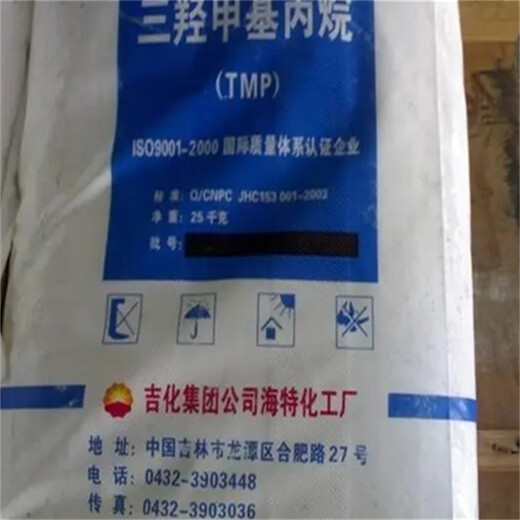 三羟甲基丙烷
(TMP)
ISO9001-2000 国际质量体系认证企业
标 准: Q/CNPC JHC153 001-2002
净 重: 25千克
批 号:
吉化集团公司海特化工厂
地 址: 中国吉林市龙潭区合肥路27号
电 话: 0432-3903448
传 真: 0432-3903036